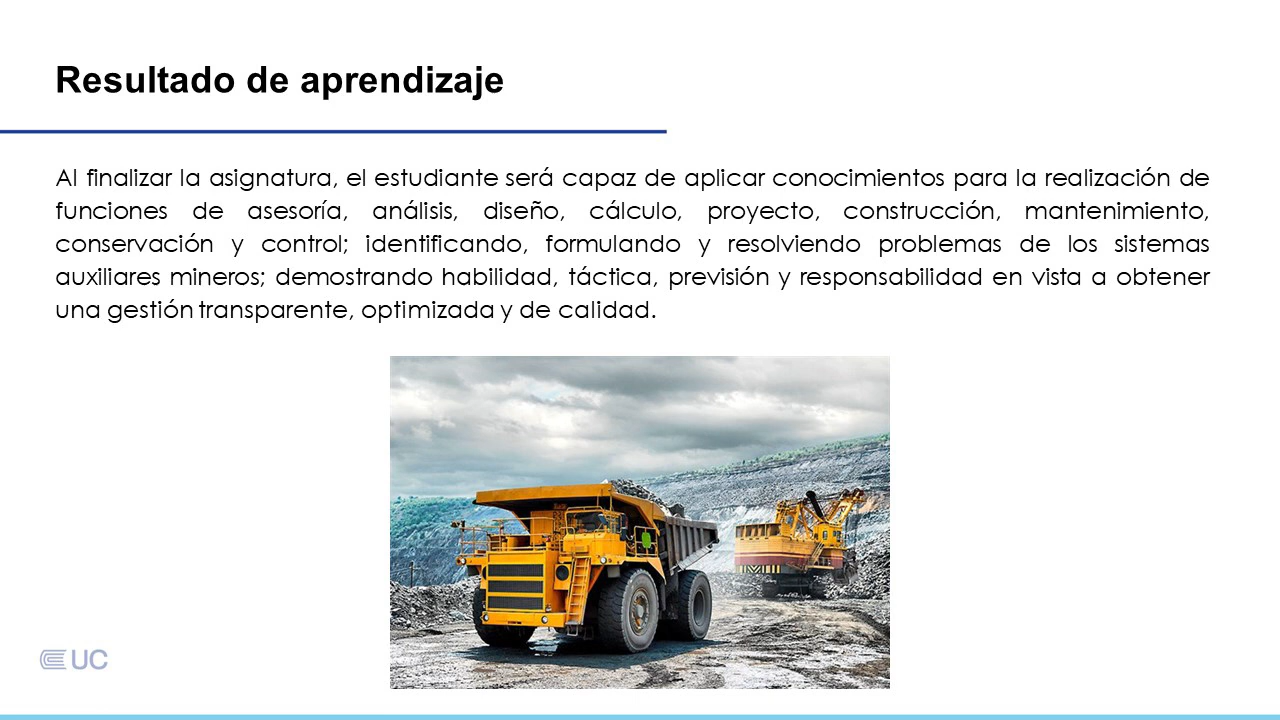 Resultado de aprendizaje
Al finalizar la asignatura, el estudiante será capaz de aplicar conocimientos para la realización de
funciones de asesoría, análisis, diseño, cálculo, proyecto, construcción, mantenimiento,
conservación y control; identificando, formulando y resolviendo problemas de los sistemas
auxiliares mineros; demostrando habilidad, táctica, previsión y responsabilidad en vista a obtener
una gestión transparente, optimizada y de calidad.
UC